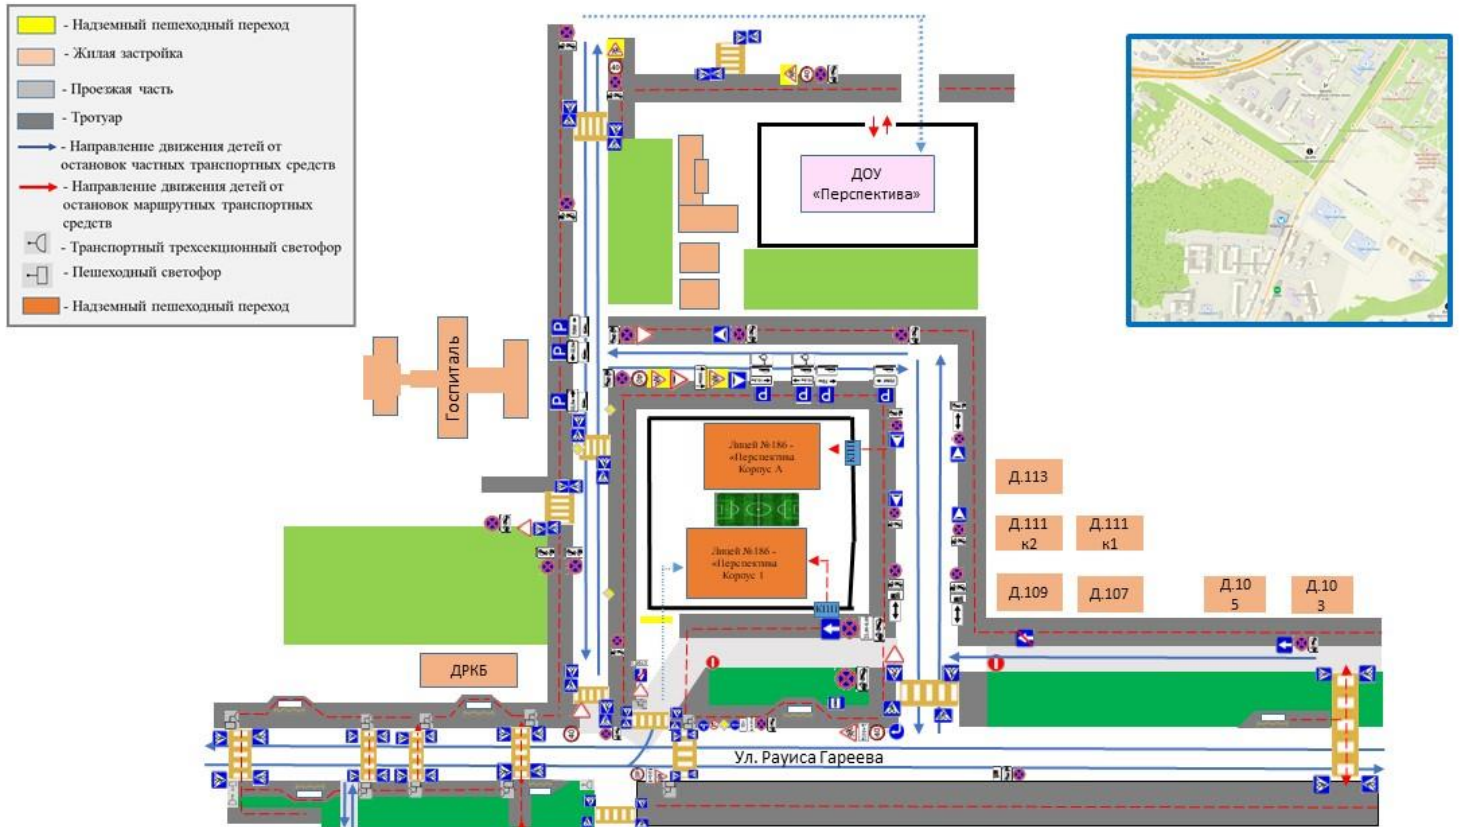 - Надземный пешеходный переход
- Жилая застройка
- Проезжая часть
- Тротуар
- Направление движения детей от
остановок частных транспортных средств
- Направление движения детей от
остановок маршрутных транспортных
средств
- Транспортный трехсекционный светофор
- Пешеходный светофор
- Надземный пешеходный переход
ДОУ
«Перспектива»
Госпиталь
P
P
P
P
P
P
P
Лицей №186 -
«Перспектива
Корпус А
КПП
Лицей №186 -
«Перспектива
Корпус 1
КПП
Д.113
Д.111
к2
Д.111
к1
Д.109
Д.107
Д.10
5
Д.10
3
ДРКБ
Ул. Рауиса Гареева